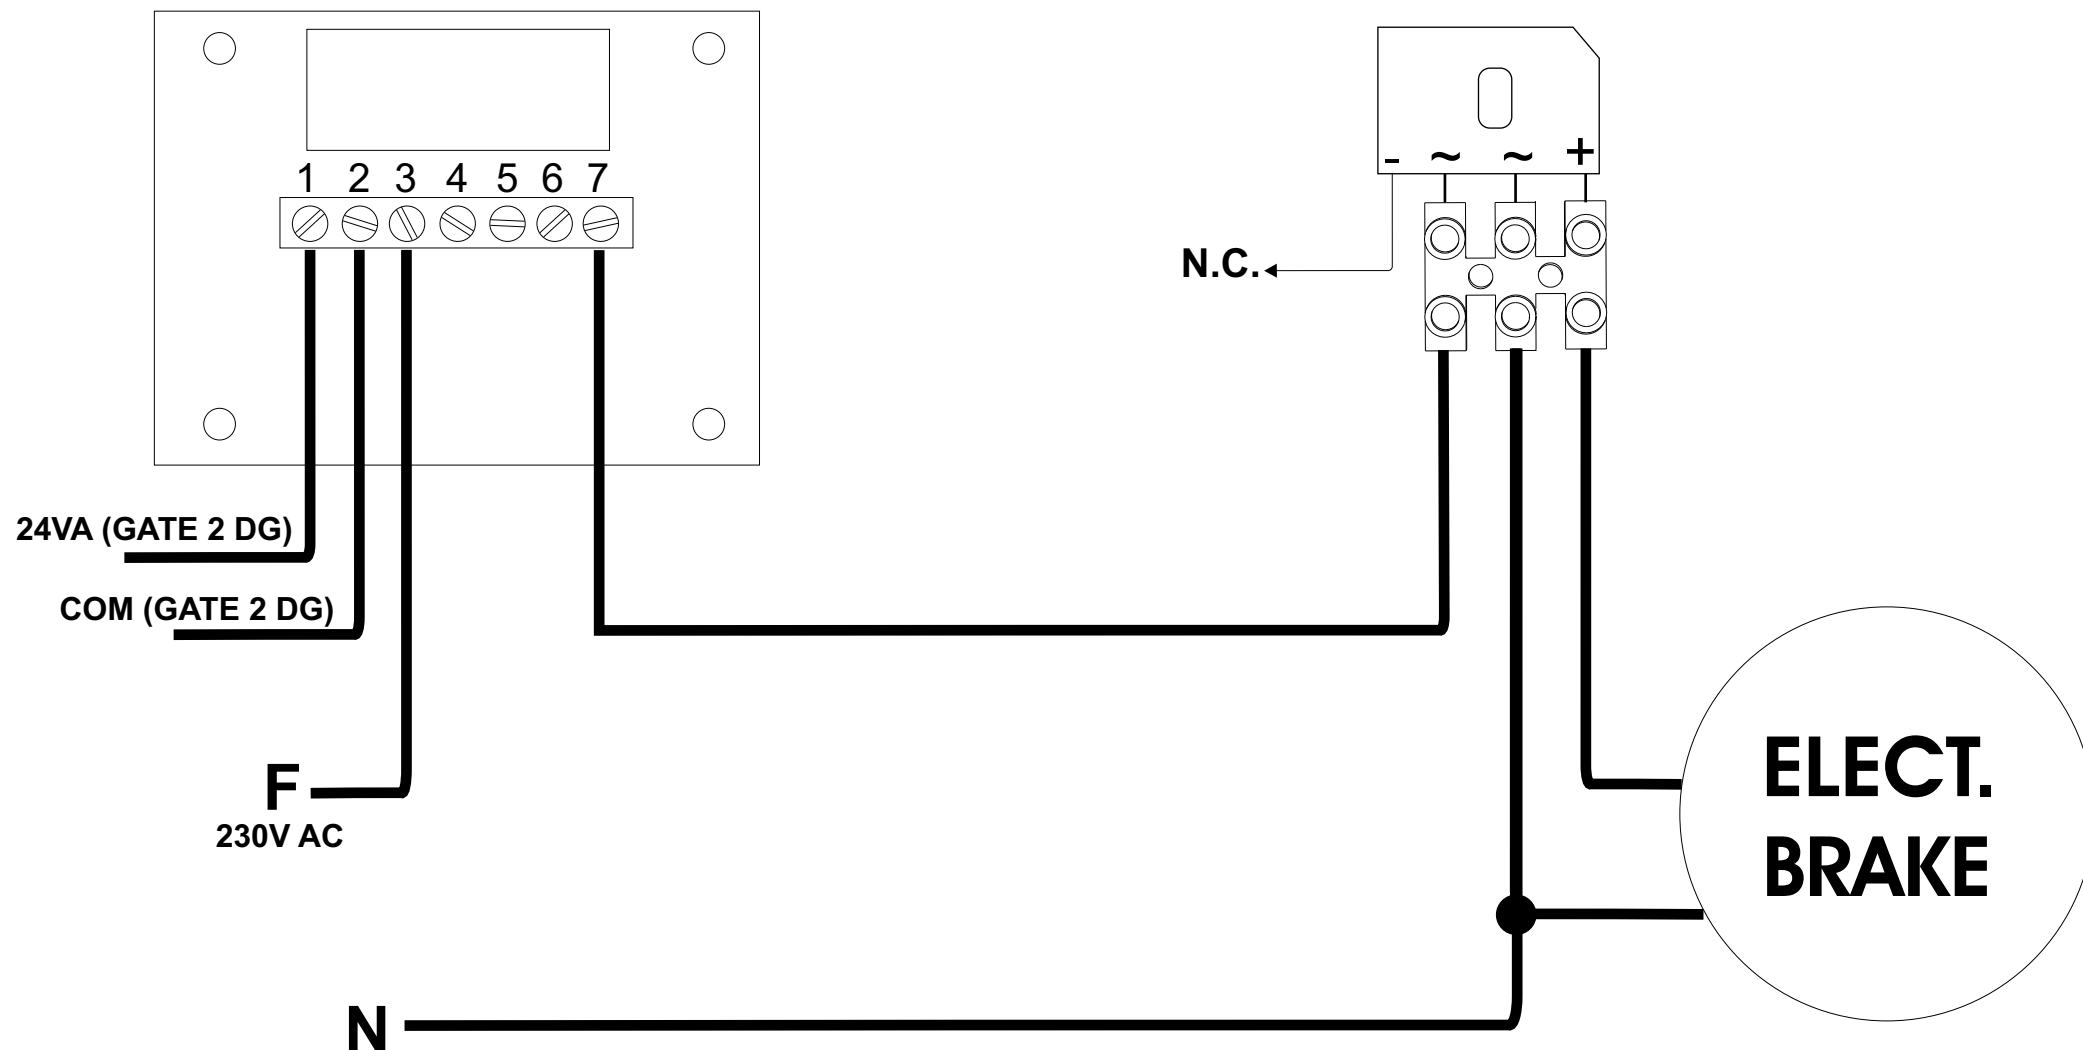 1 2 3 4 5 6 7
- ~ ~ +
N.C.
24VA (GATE 2 DG)
COM (GATE 2 DG)
F
230V AC
ELECT.
BRAKE
N